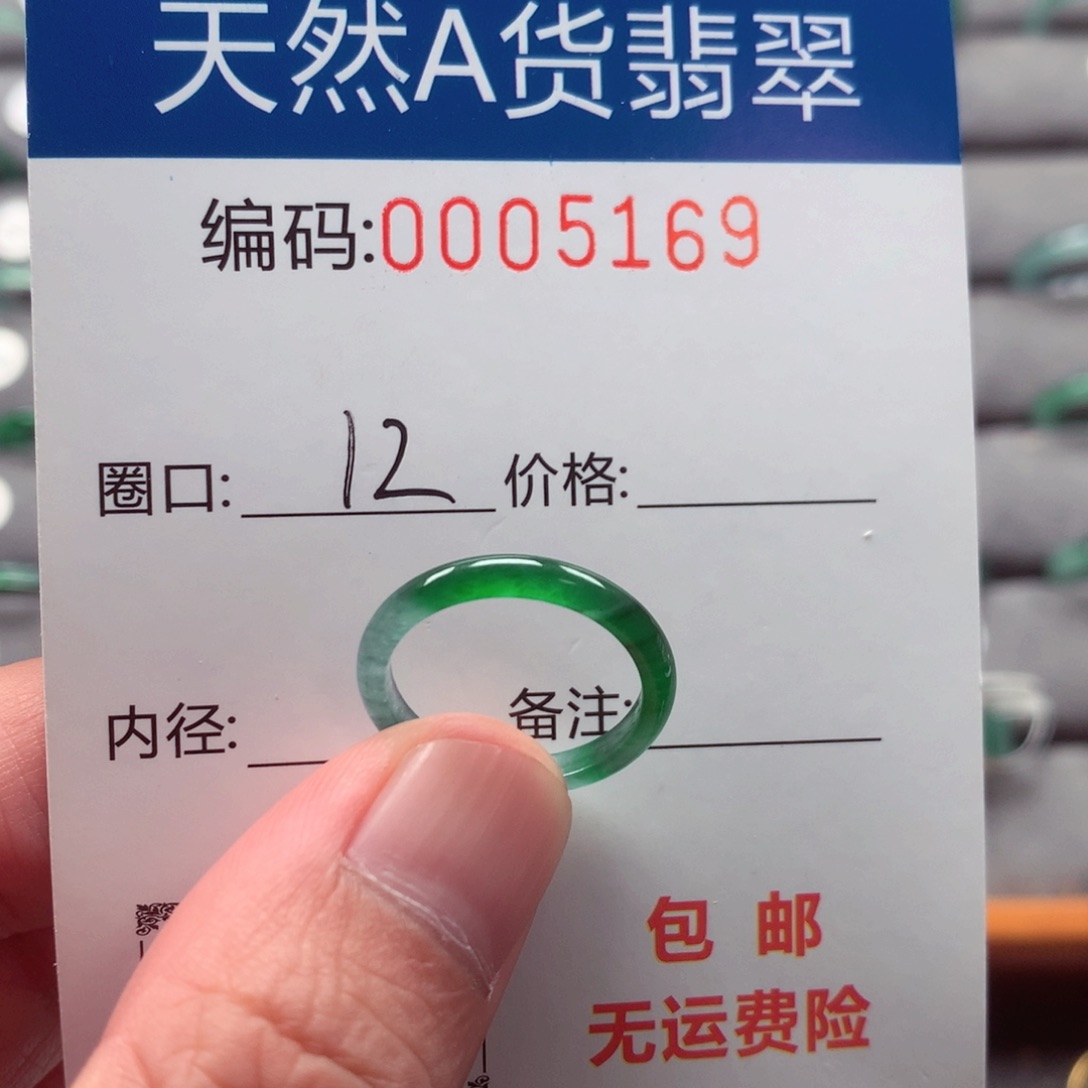 天然A货翡翠
编码:0005169
圈口: 12 价格:
内径: 备注:
包邮
无运费险